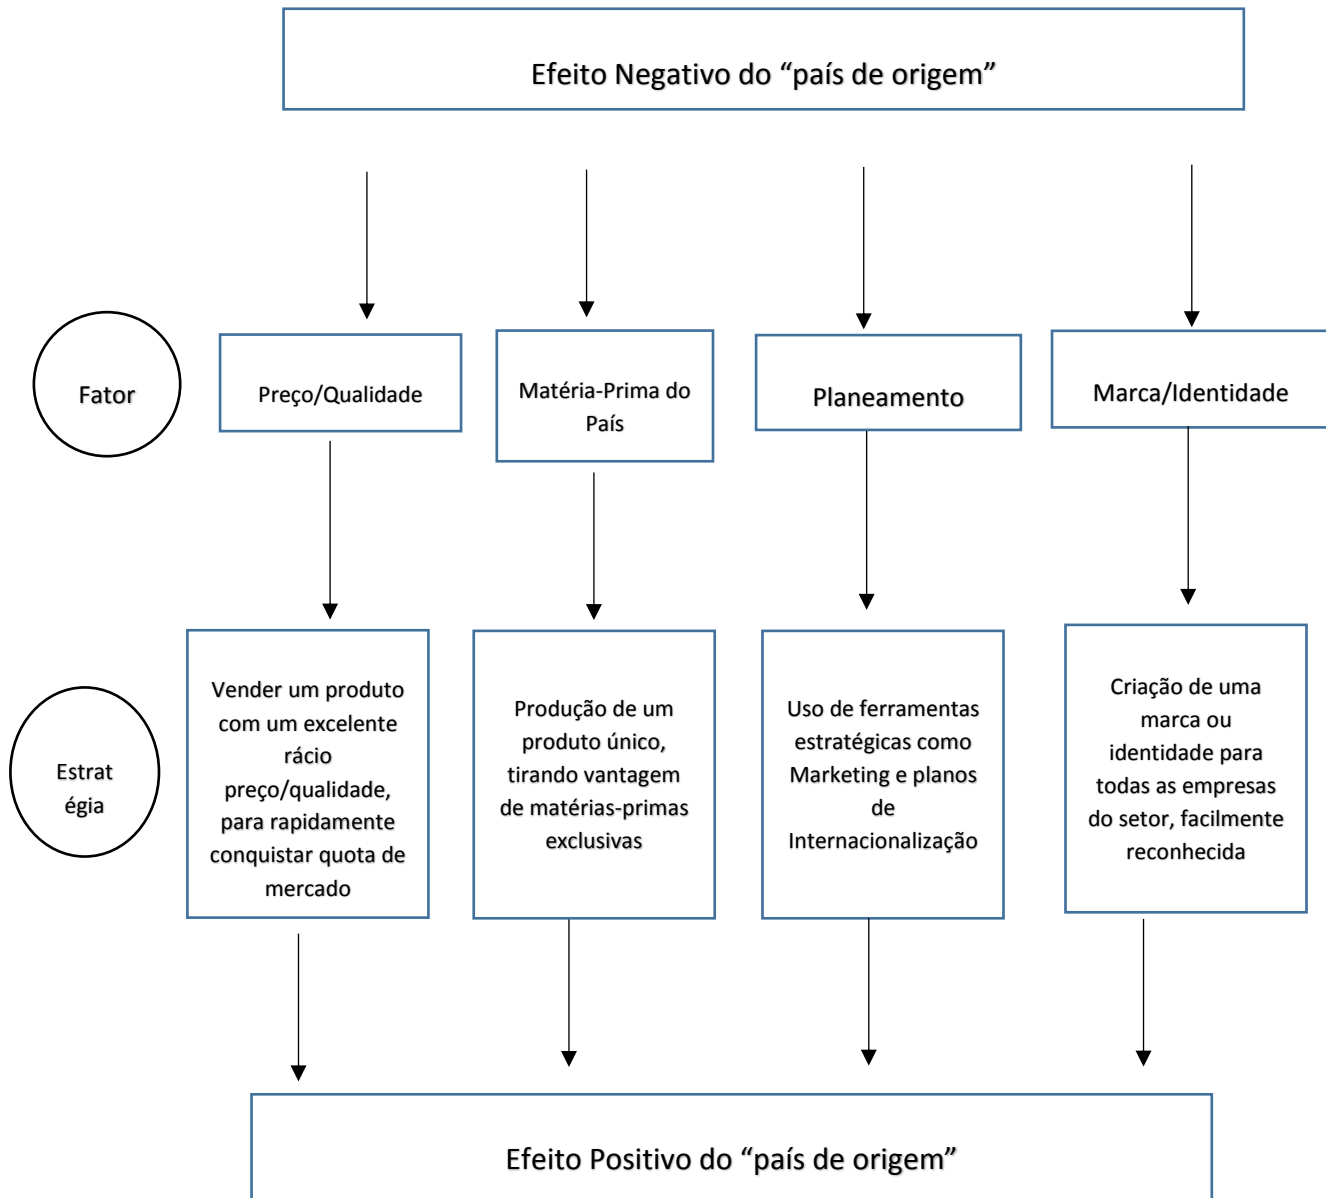 Efeito Negativo do “país de origem”
Fator
Preço/Qualidade
Matéria-Prima do
País
Planeamento
Marca/Identidade
Estrat
égia
Vender um produto
com um excelente
rácio
preço/qualidade,
para rapidamente
conquistar quota de
mercado
Produção de um
produto único,
tirando vantagem
de matérias-primas
exclusivas
Uso de ferramentas
estratégicas como
Marketing e planos
de
Internacionalização
Criação de uma
marca ou
identidade para
todas as empresas
do setor, facilmente
reconhecida
Efeito Positivo do “país de origem”